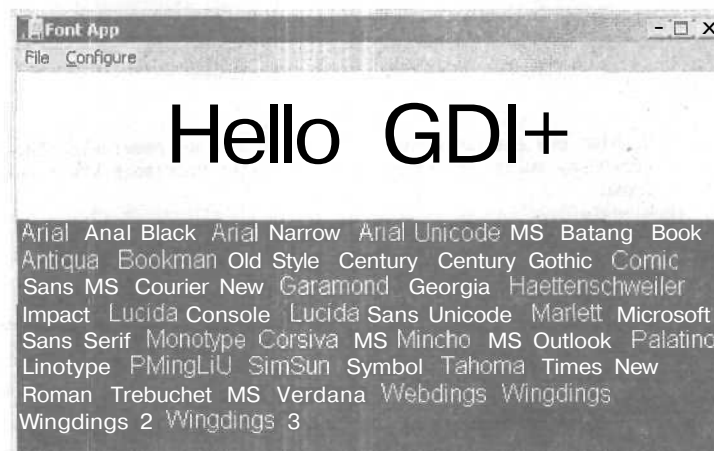 Font App
File Configure
Hello GDI+
Arial Anal Black Arial Narrow Arial Unicode MS Batang Book
Antiqua Bookman Old Style Century Century Gothic Comic
Sans MS Courier New Garamond Georgia Haettenschweiler
Impact Lucida Console Lucida Sans Unicode Marlett Microsoft
Sans Serif Monotype Corsiva MS Mincho MS Outlook Palatino
Linotype PMingLiU SimSun Symbol Tahoma Times New
Roman Trebuchet MS Verdana Webdings Wingdings
Wingdings 2 Wingdings 3